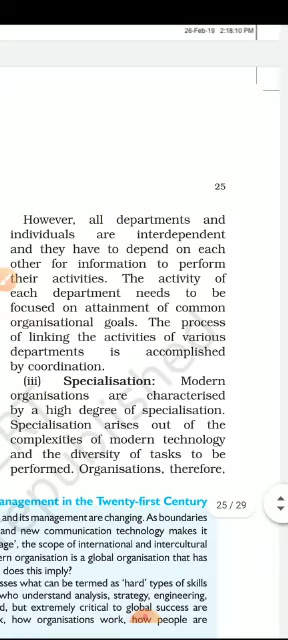 26-Feb-19 2:18:10 PM
25
However, all departments and
individuals are interdependent
and they have to depend on each
other for information to perform
their activities. The activity of
each department needs to be
focused on attainment of common
organisational goals. The process
of linking the activities of various
departments is accomplished
by coordination.
(iii) Specialisation: Modern
organisations are characterised
by a high degree of specialisation.
Specialisation arises out of the
complexities of modern technology
and the diversity of tasks to be
performed. Organisations, therefore,
anagement in the Twenty-first Century
25 / 29
and its management are changing. As boundaries
and new communication technology makes it
age', the scope of international and intercultural
ern organisation is a global organisation that has
does this imply?
sses what can be termed as 'hard' types of skills
who understand analysis, strategy, engineering,
d, but extremely critical to global success are
k, how organisations work, how people are
republished